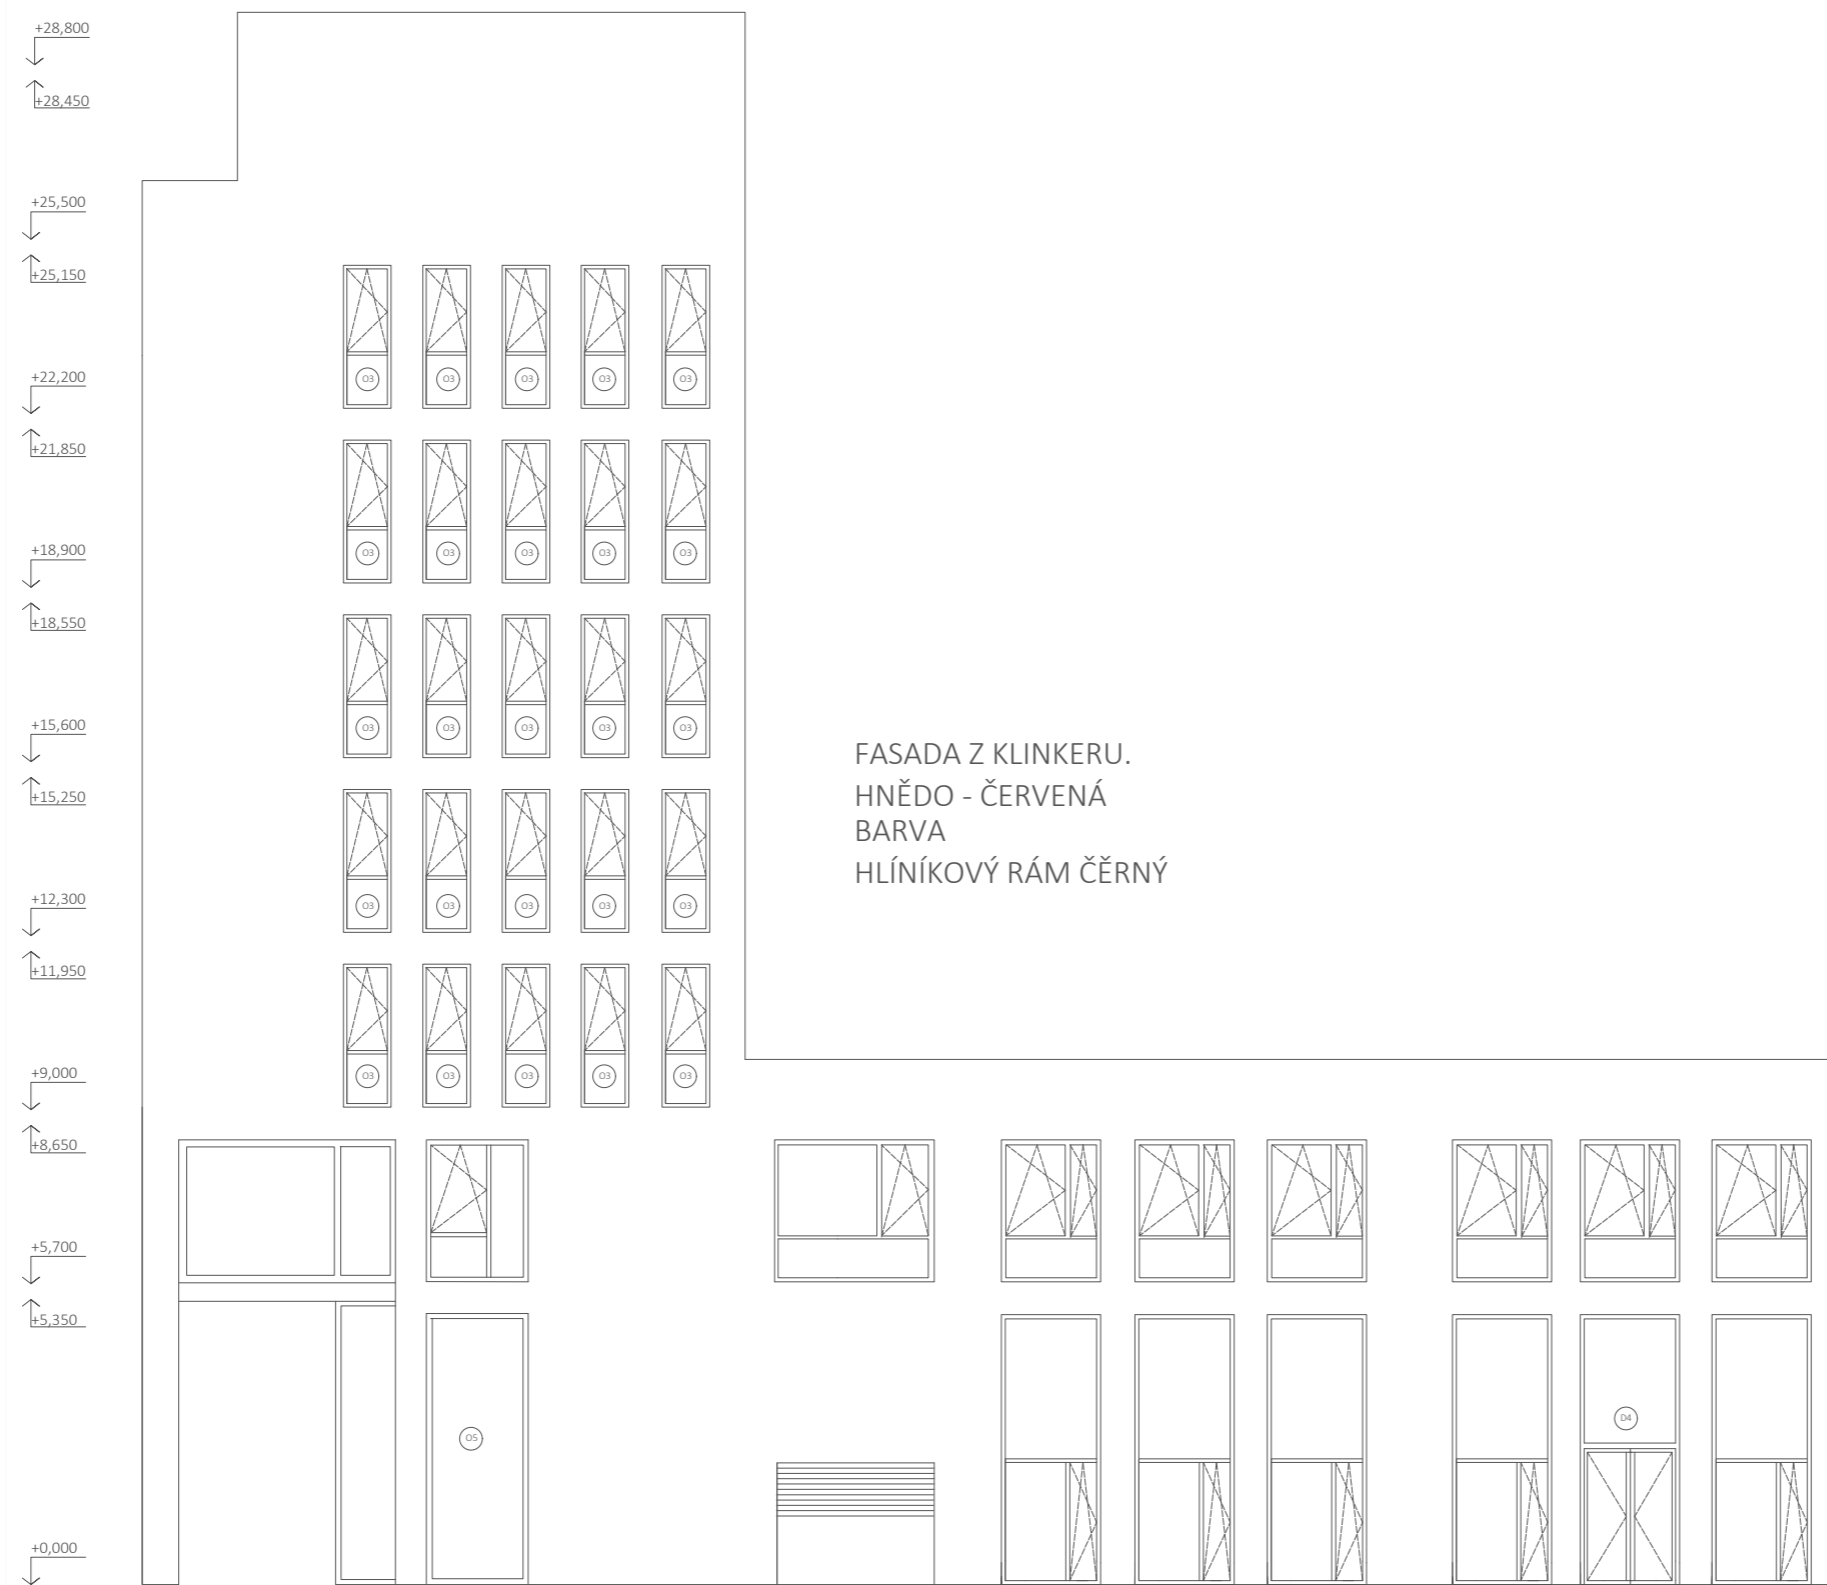 +28,800
+28,450
+25,500
+25,150
O3 O3 O3 O3 O3
+22,200
+21,850
O3 O3 O3 O3 O3
+18,900
+18,550
O3 O3 O3 O3 O3
+15,600
+15,250
FASADA Z KLINKERU.
HNĚDO - ČERVENÁ
BARVA
HLÍNÍKOVÝ RÁM ČĚRNÝ
O3 O3 O3 O3 O3
+12,300
+11,950
O3 O3 O3 O3 O3
+9,000
+8,650
+5,700
+5,350
D4
O5
+0,000